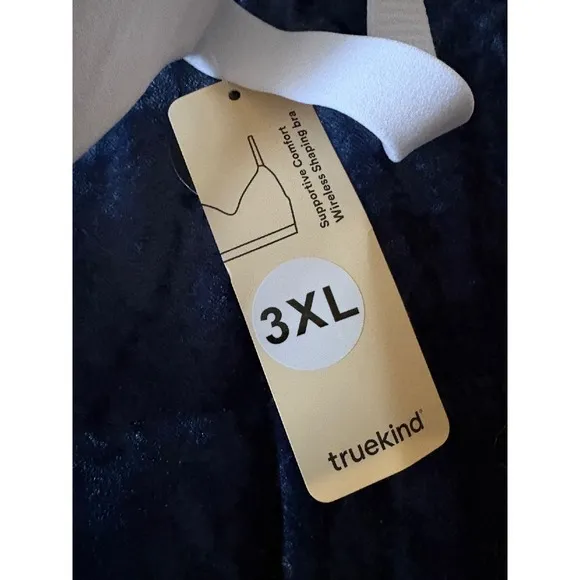 Supportive Comfort
Wireless Shaping bra
3XL
truekind®